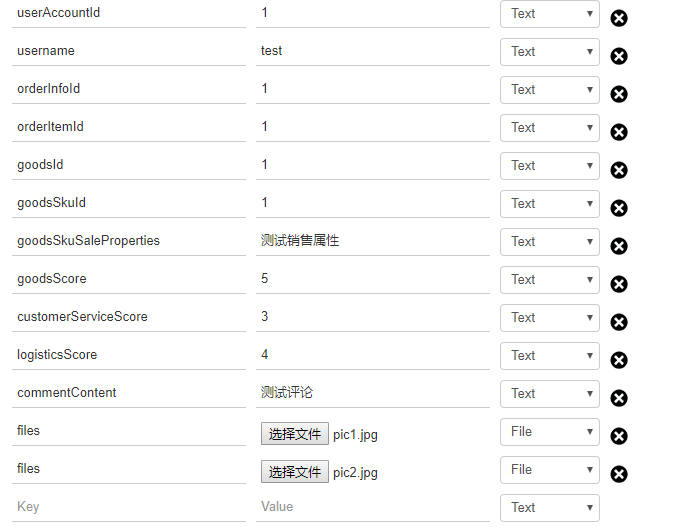 userAccountId 1 Text
username test Text
orderInfoId 1 Text
orderItemId 1 Text
goodsId 1 Text
goodsSkuId 1 Text
goodsSkuSaleProperties 测试销售属性 Text
goodsScore 5 Text
customerServiceScore 3 Text
logisticsScore 4 Text
commentContent 测试评论 Text
files 选择文件 pic1.jpg File
files 选择文件 pic2.jpg File
Key Value Text